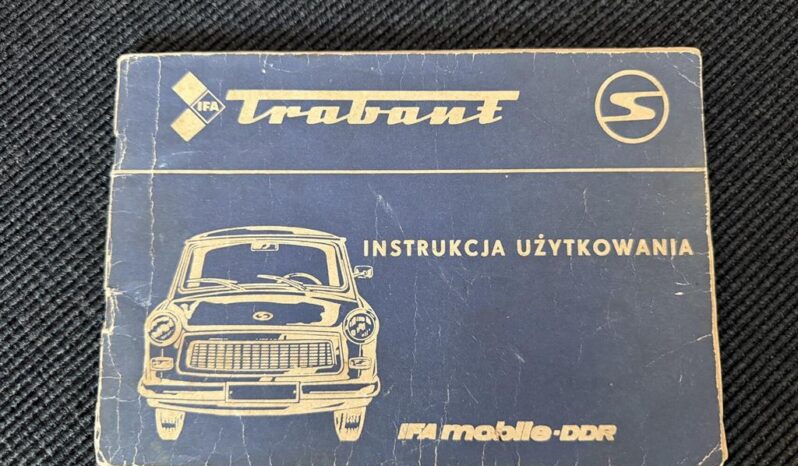 IFA Trabant S
INSTRUKCJA UŻYTKOWANIA
IFA mobile-DDR